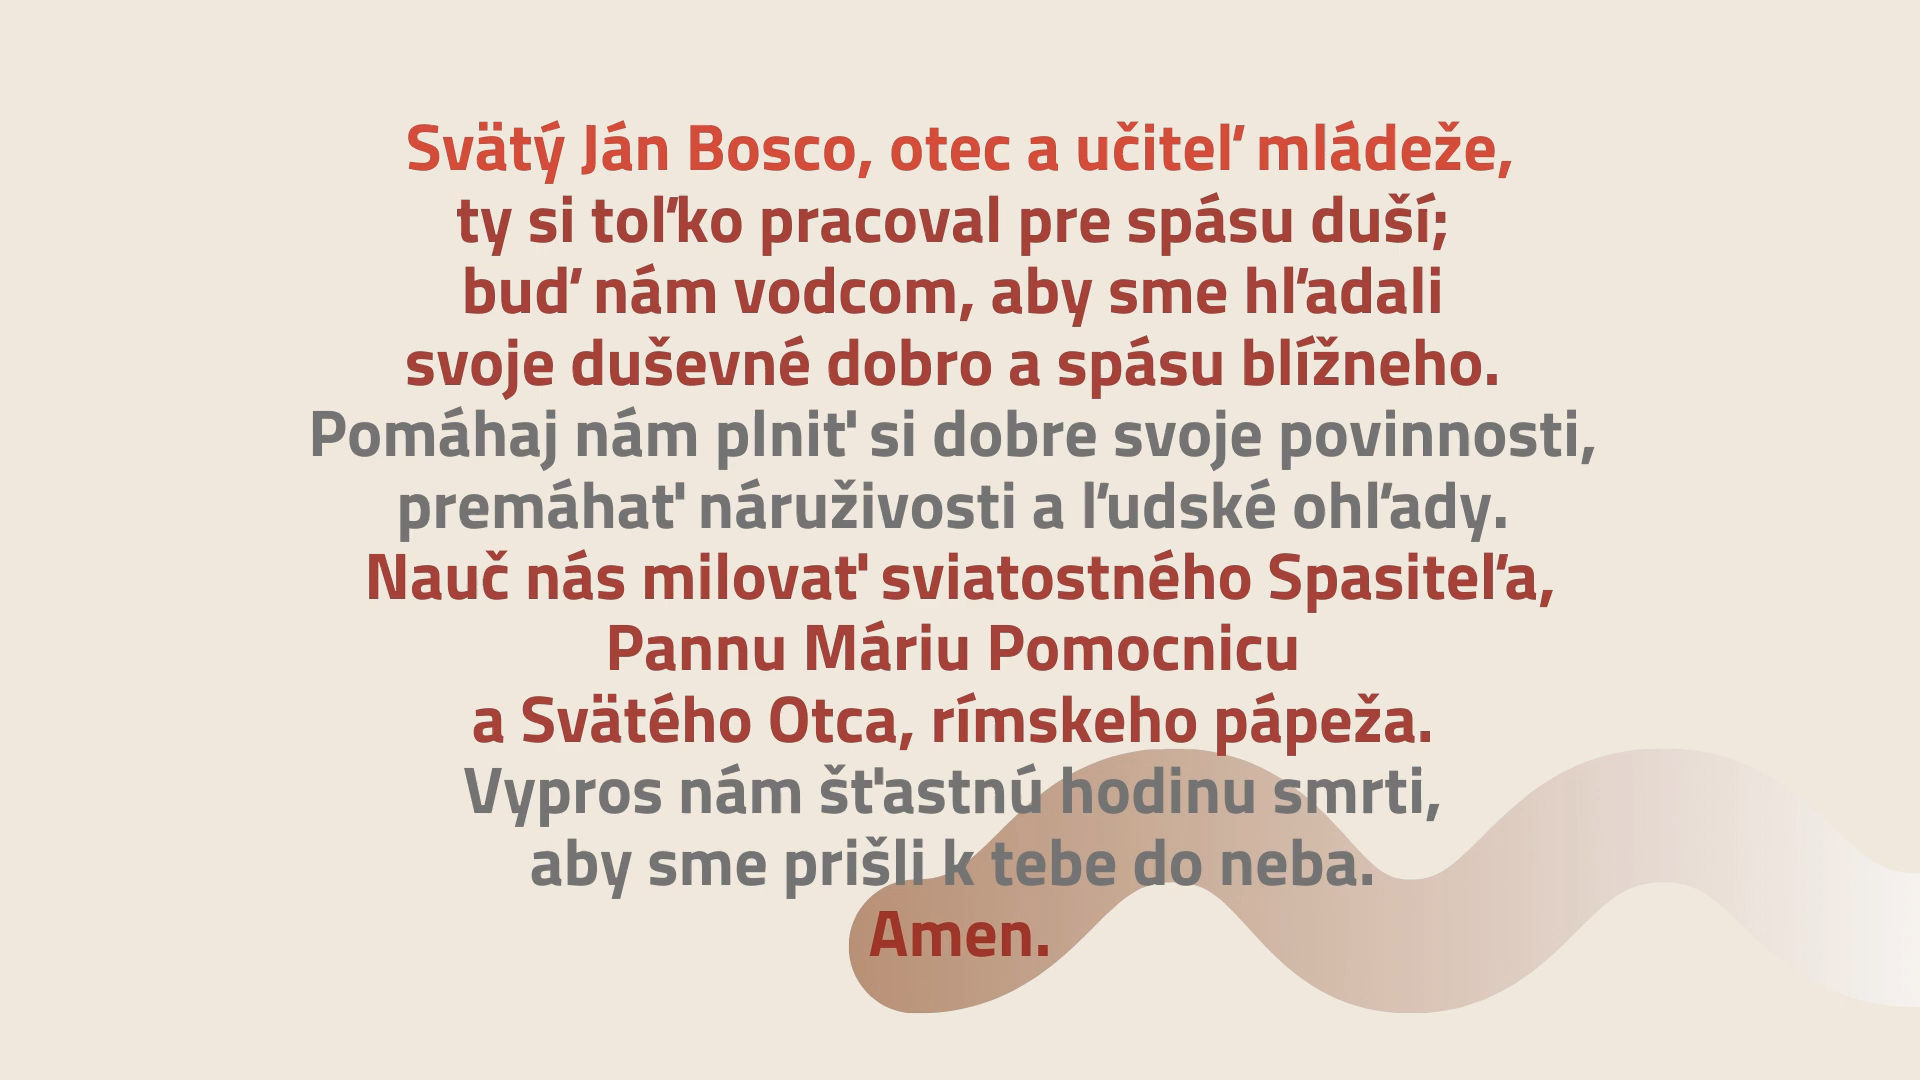 Svätý Ján Bosco, otec a učiteľ mládeže,
ty si toľko pracoval pre spásu duší;
buď nám vodcom, aby sme hľadali
svoje duševné dobro a spásu blížneho.
Pomáhaj nám plniť si dobre svoje povinnosti,
premáhať náruživosti a ľudské ohľady.
Nauč nás milovať sviatostného Spasiteľa,
Pannu Máriu Pomocnicu
a Svätého Otca, rímskeho pápeža.
Vypros nám šťastnú hodinu smrti,
aby sme prišli k tebe do neba.
Amen.